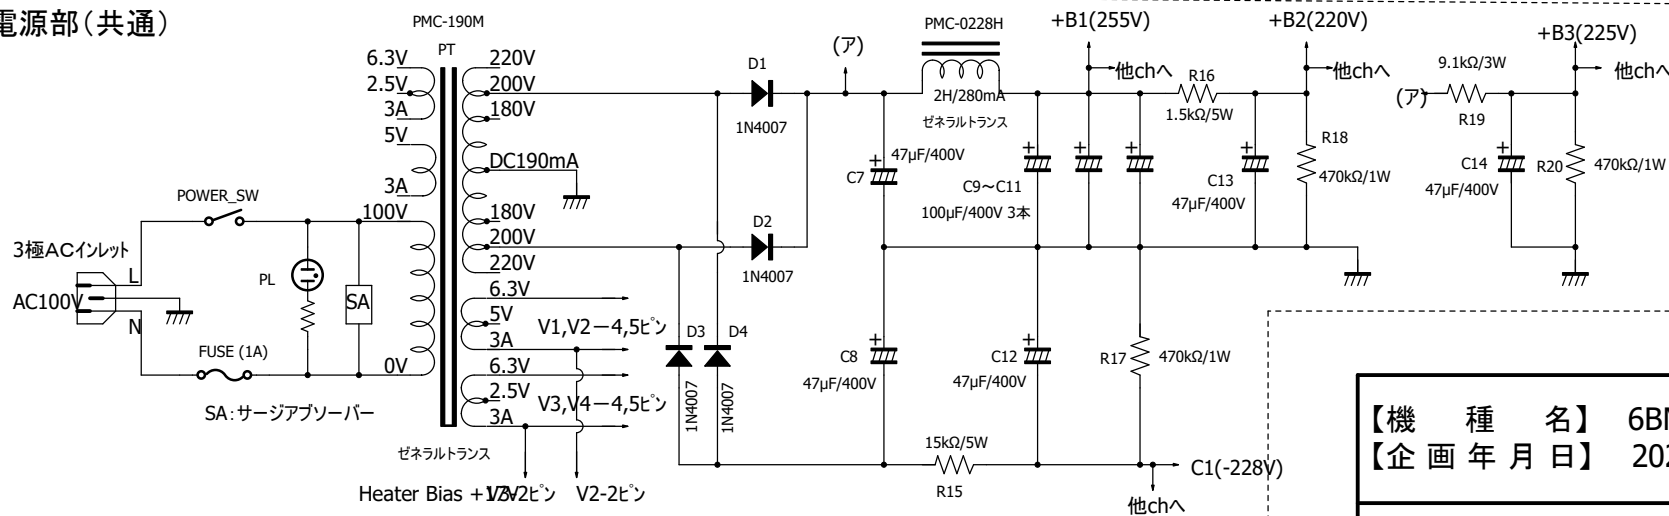 電源部(共通)
PMC-190M
PT
6.3V
2.5V
3A
5V
3A
100V
0V
220V
200V
180V
DC190mA
180V
200V
220V
6.3V
5V
3A
6.3V
2.5V
3A
V1,V2－4,5ピン
V3,V4－4,5ピン
ゼネラルトランス
Heater Bias
V2-2ピン
3極ACインレット
AC100V
L
N
POWER_SW
FUSE (1A)
PL
SA
SA:サージアブソーバー
D1
1N4007
D2
1N4007
D3
1N4007
D4
1N4007
(ア)
C7
47μF/400V
C8
47μF/400V
PMC-0228H
2H/280mA
ゼネラルトランス
C9～C11
100μF/400V 3本
C12
47μF/400V
+B1(255V)
他chへ
R16
1.5kΩ/5W
C13
47μF/400V
+B2(220V)
他chへ
R18
470kΩ/1W
R17
470kΩ/1W
15kΩ/5W
R15
C1(-228V)
他chへ
+B3(225V)
他chへ
(ア)
9.1kΩ/3W
R19
C14
47μF/400V
R20
470kΩ/1W
【機　種　名】
【企画年月日】